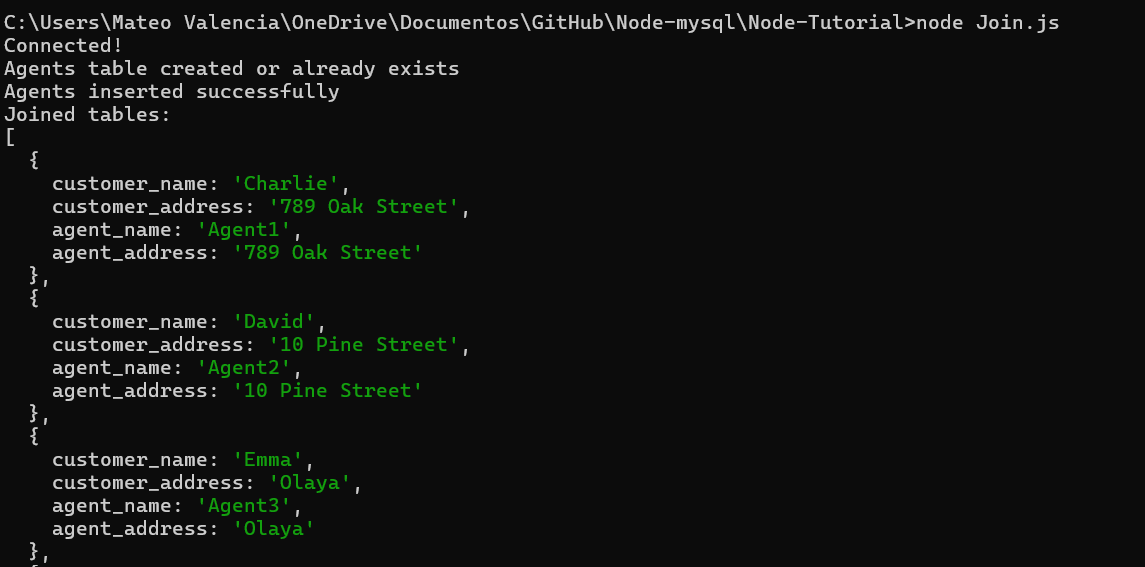 C:\Users\Mateo Valencia\OneDrive\Documentos\GitHub\Node-mysql\Node-Tutorial>node Join.js
Connected!
Agents table created or already exists
Agents inserted successfully
Joined tables:
[
  {
    customer_name: 'Charlie',
    customer_address: '789 Oak Street',
    agent_name: 'Agent1',
    agent_address: '789 Oak Street'
  },
  {
    customer_name: 'David',
    customer_address: '10 Pine Street',
    agent_name: 'Agent2',
    agent_address: '10 Pine Street'
  },
  {
    customer_name: 'Emma',
    customer_address: 'Olaya',
    agent_name: 'Agent3',
    agent_address: 'Olaya'
  },